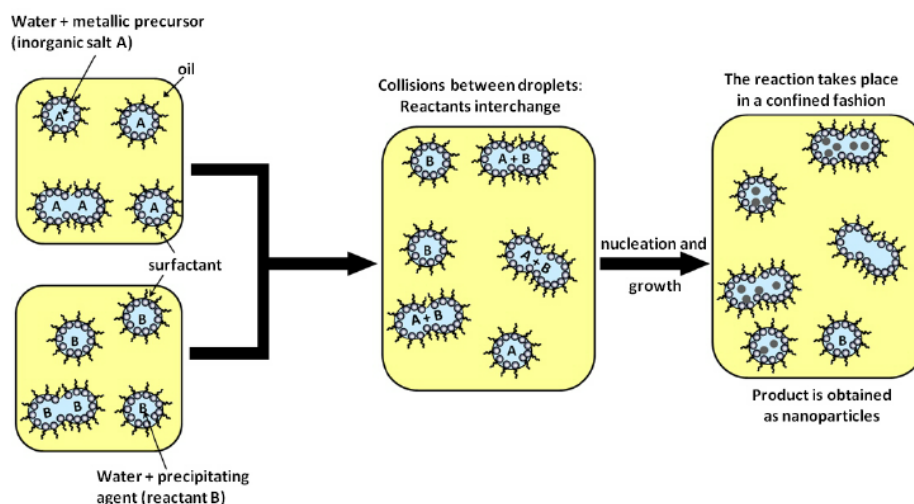 Water + metallic precursor
(inorganic salt A)
oil
A
A
A A
A
surfactant
B
B
B B
B
Water + precipitating
agent (reactant B)
Collisions between droplets:
Reactants interchange
B
A + B
B
A + B
A + B
A
nucleation and
growth
The reaction takes place
in a confined fashion
B
Product is obtained
as nanoparticles